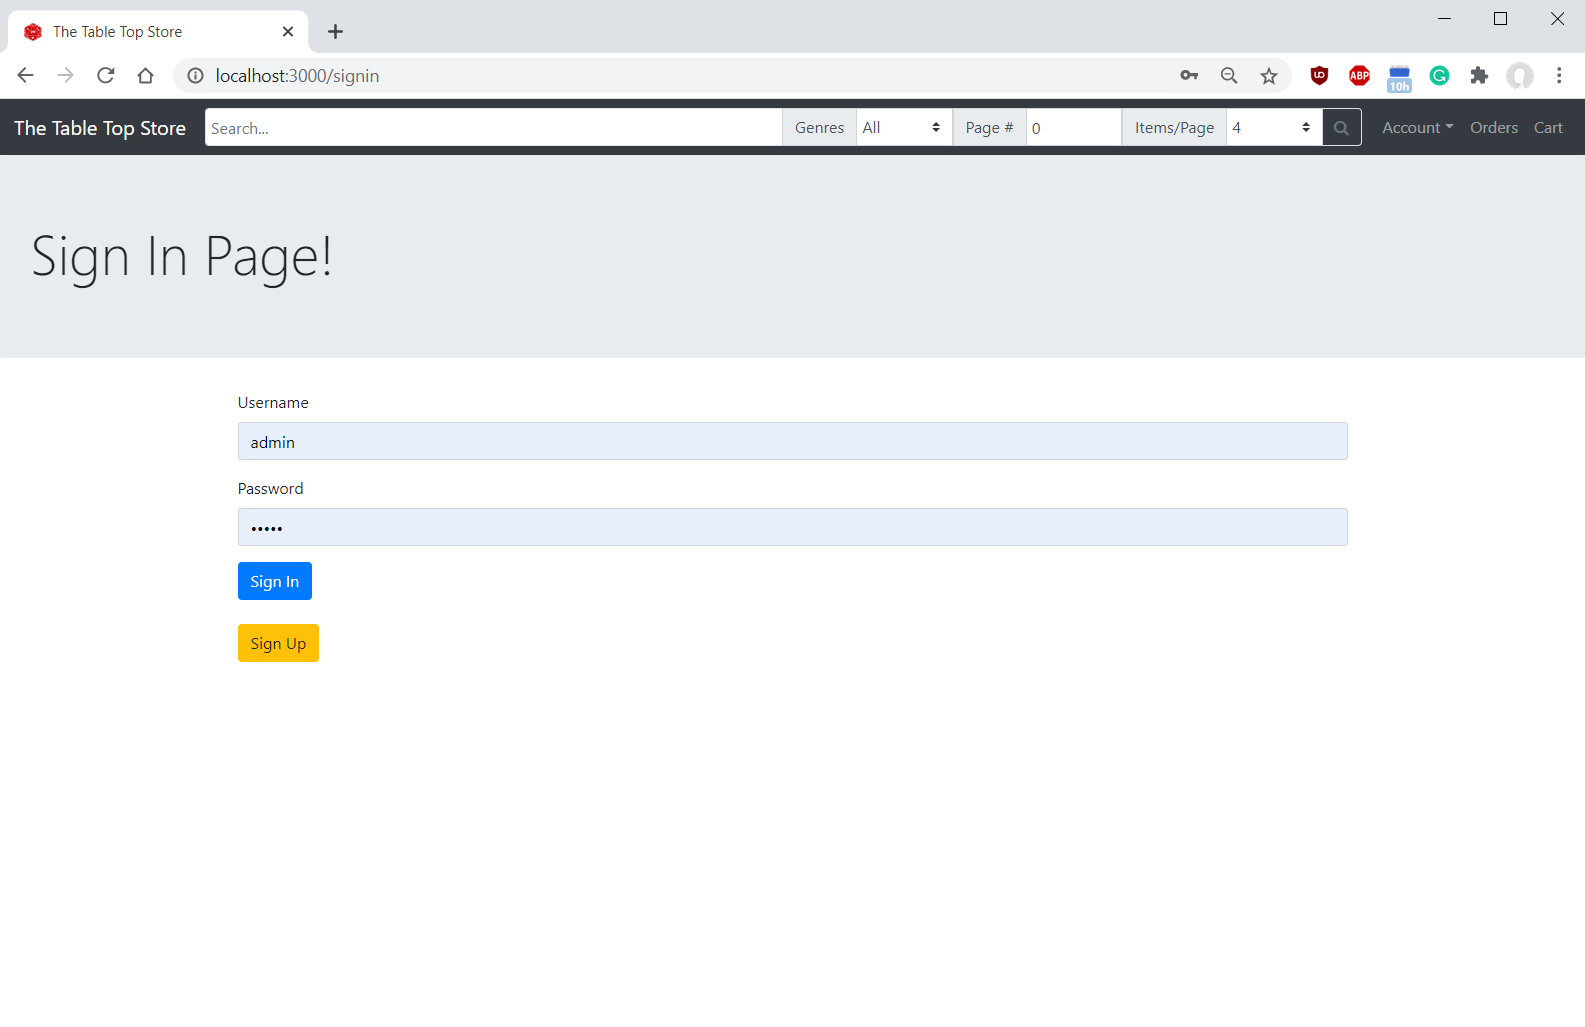 The Table Top Store
localhost:3000/signin
UO
ABP
10h
G
The Table Top Store Search... Genres All Page # 0 Items/Page 4 Account Orders Cart
Sign In Page!
Username
admin
Password
•••••
Sign In
Sign Up